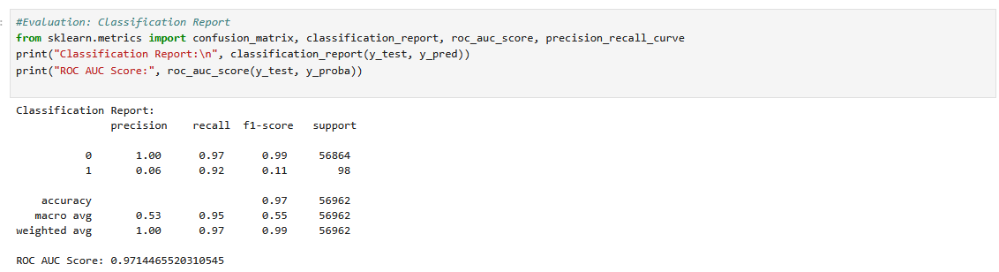 #Evaluation: Classification Report
from sklearn.metrics import confusion_matrix, classification_report, roc_auc_score, precision_recall_curve
print("Classification Report:\n", classification_report(y_test, y_pred))
print("ROC AUC Score:", roc_auc_score(y_test, y_proba))
Classification Report:
precision recall f1-score support
0 1.00 0.97 0.99 56864
1 0.06 0.92 0.11 98
accuracy 0.97 56962
macro avg 0.53 0.95 0.55 56962
weighted avg 1.00 0.97 0.99 56962
ROC AUC Score: 0.9714465520310545